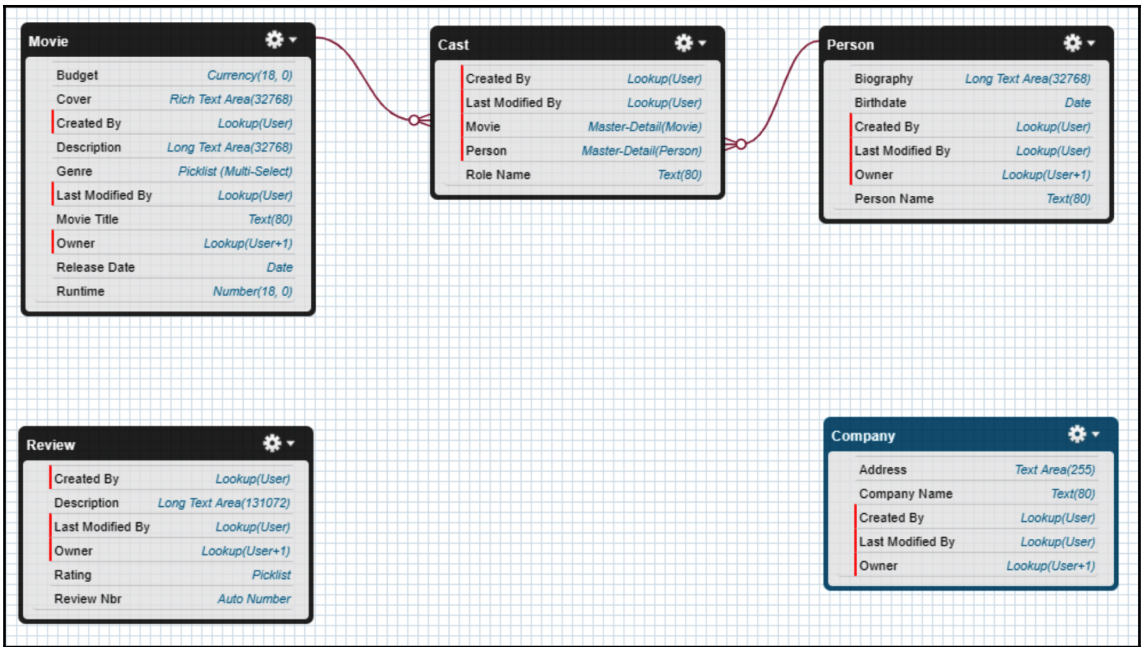 Movie
Budget Currency(18, 0)
Cover Rich Text Area(32768)
Created By Lookup(User)
Description Long Text Area(32768)
Genre Picklist (Multi-Select)
Last Modified By Lookup(User)
Movie Title Text(80)
Owner Lookup(User+1)
Release Date Date
Runtime Number(18, 0)
Cast
Created By Lookup(User)
Last Modified By Lookup(User)
Movie Master-Detail(Movie)
Person Master-Detail(Person)
Role Name Text(80)
Person
Biography Long Text Area(32768)
Birthdate Date
Created By Lookup(User)
Last Modified By Lookup(User)
Owner Lookup(User+1)
Person Name Text(80)
Review
Created By Lookup(User)
Description Long Text Area(131072)
Last Modified By Lookup(User)
Owner Lookup(User+1)
Rating Picklist
Review Nbr Auto Number
Company
Address Text Area(255)
Company Name Text(80)
Created By Lookup(User)
Last Modified By Lookup(User)
Owner Lookup(User+1)